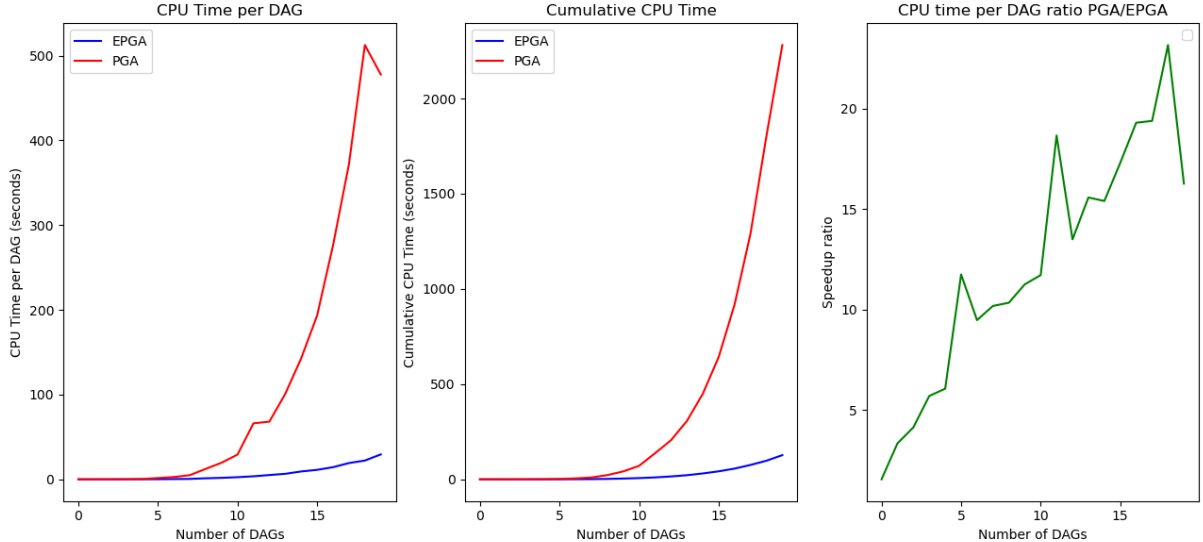 CPU Time per DAG
EPGA
PGA
500
400
300
200
100
0
CPU Time per DAG (seconds)
0
5
10
15
Number of DAGs
Cumulative CPU Time
EPGA
PGA
2000
1500
1000
500
0
Cumulative CPU Time (seconds)
0
5
10
15
Number of DAGs
CPU time per DAG ratio PGA/EPGA
20
15
10
5
Speedup ratio
0
5
10
15
Number of DAGs